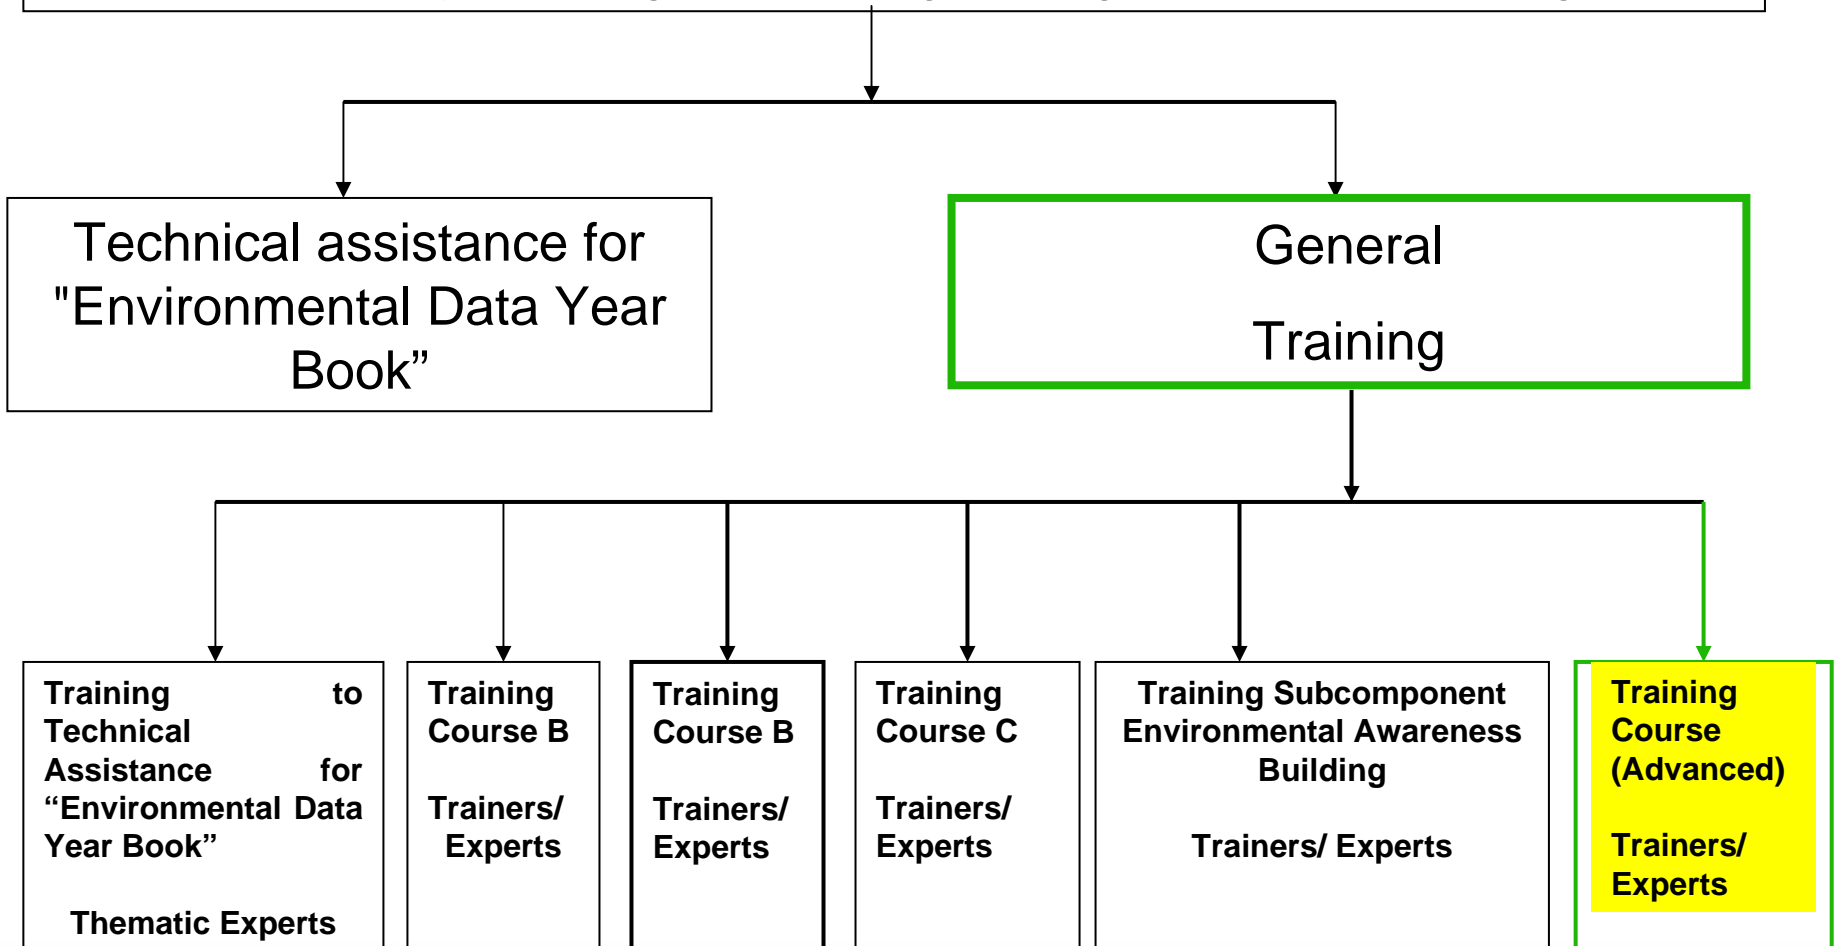 Technical assistance for
"Environmental Data Year
Book”
General
Training
Training to
Technical
Assistance for
“Environmental Data
Year Book”
Thematic Experts
Training
Course B
Trainers/
Experts
Training
Course B
Trainers/
Experts
Training
Course C
Trainers/
Experts
Training Subcomponent
Environmental Awareness
Building
Trainers/ Experts
Training
Course
(Advanced)
Trainers/
Experts